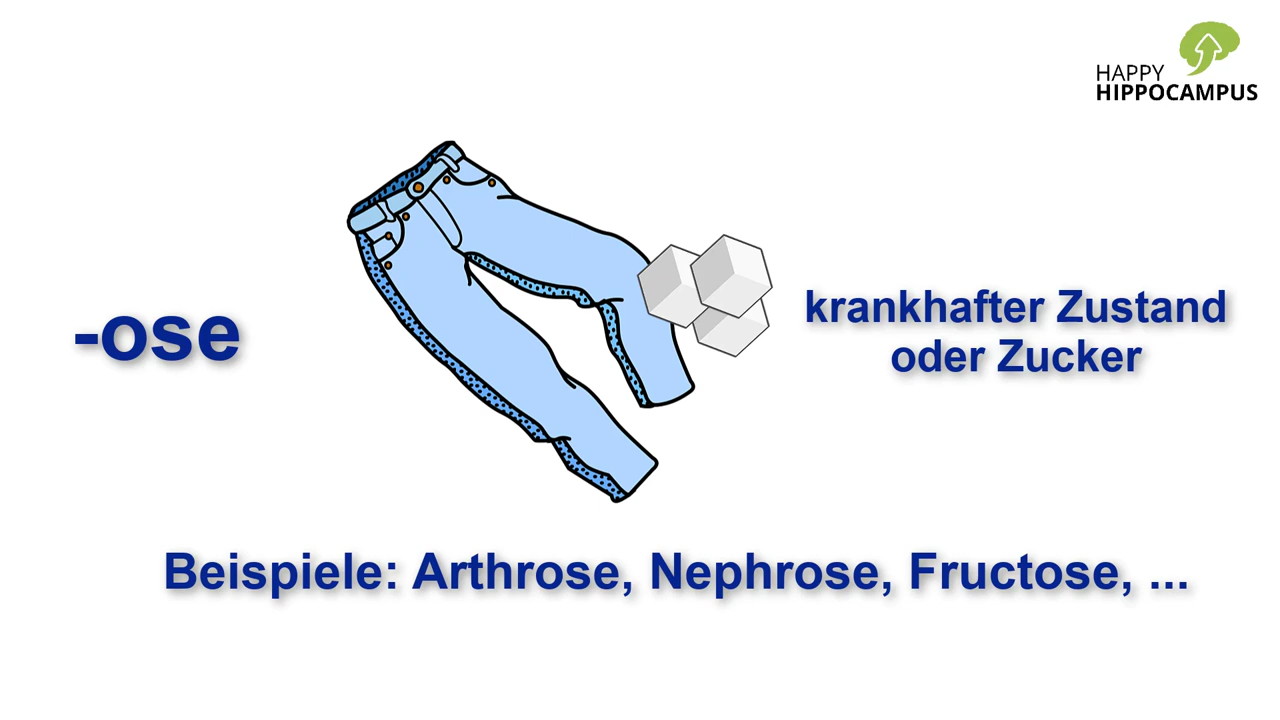 HAPPY
HIPPOCAMPUS
-ose
krankhafter Zustand
oder Zucker
Beispiele: Arthrose, Nephrose, Fructose, ...